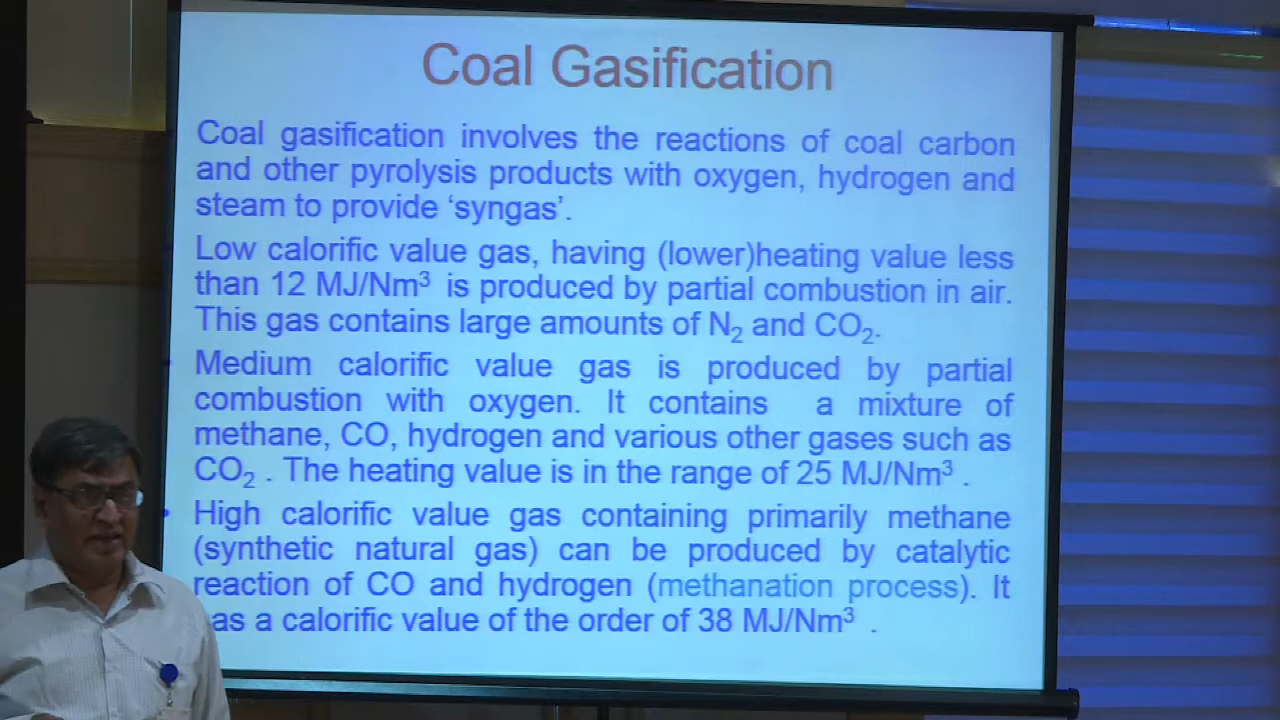 Coal Gasification
Coal gasification involves the reactions of coal carbon
and other pyrolysis products with oxygen, hydrogen and
steam to provide ‘syngas’.
Low calorific value gas, having (lower)heating value less
than 12 MJ/Nm³ is produced by partial combustion in air.
This gas contains large amounts of N₂ and CO₂.
Medium calorific value gas is produced by partial
combustion with oxygen. It contains a mixture of
methane, CO, hydrogen and various other gases such as
CO₂ . The heating value is in the range of 25 MJ/Nm³ .
High calorific value gas containing primarily methane
(synthetic natural gas) can be produced by catalytic
reaction of CO and hydrogen (methanation process). It
as a calorific value of the order of 38 MJ/Nm³ .